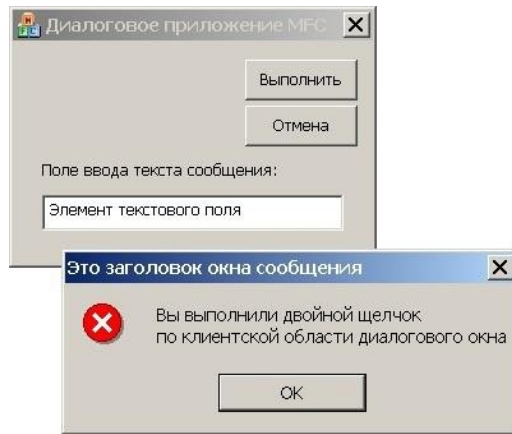 Диалоговое приложение MFC
Выполнить
Отмена
Поле ввода текста сообщения:
Элемент текстового поля
Это заголовок окна сообщения
Вы выполнили двойной щелчок
по клиентской области диалогового окна
OK